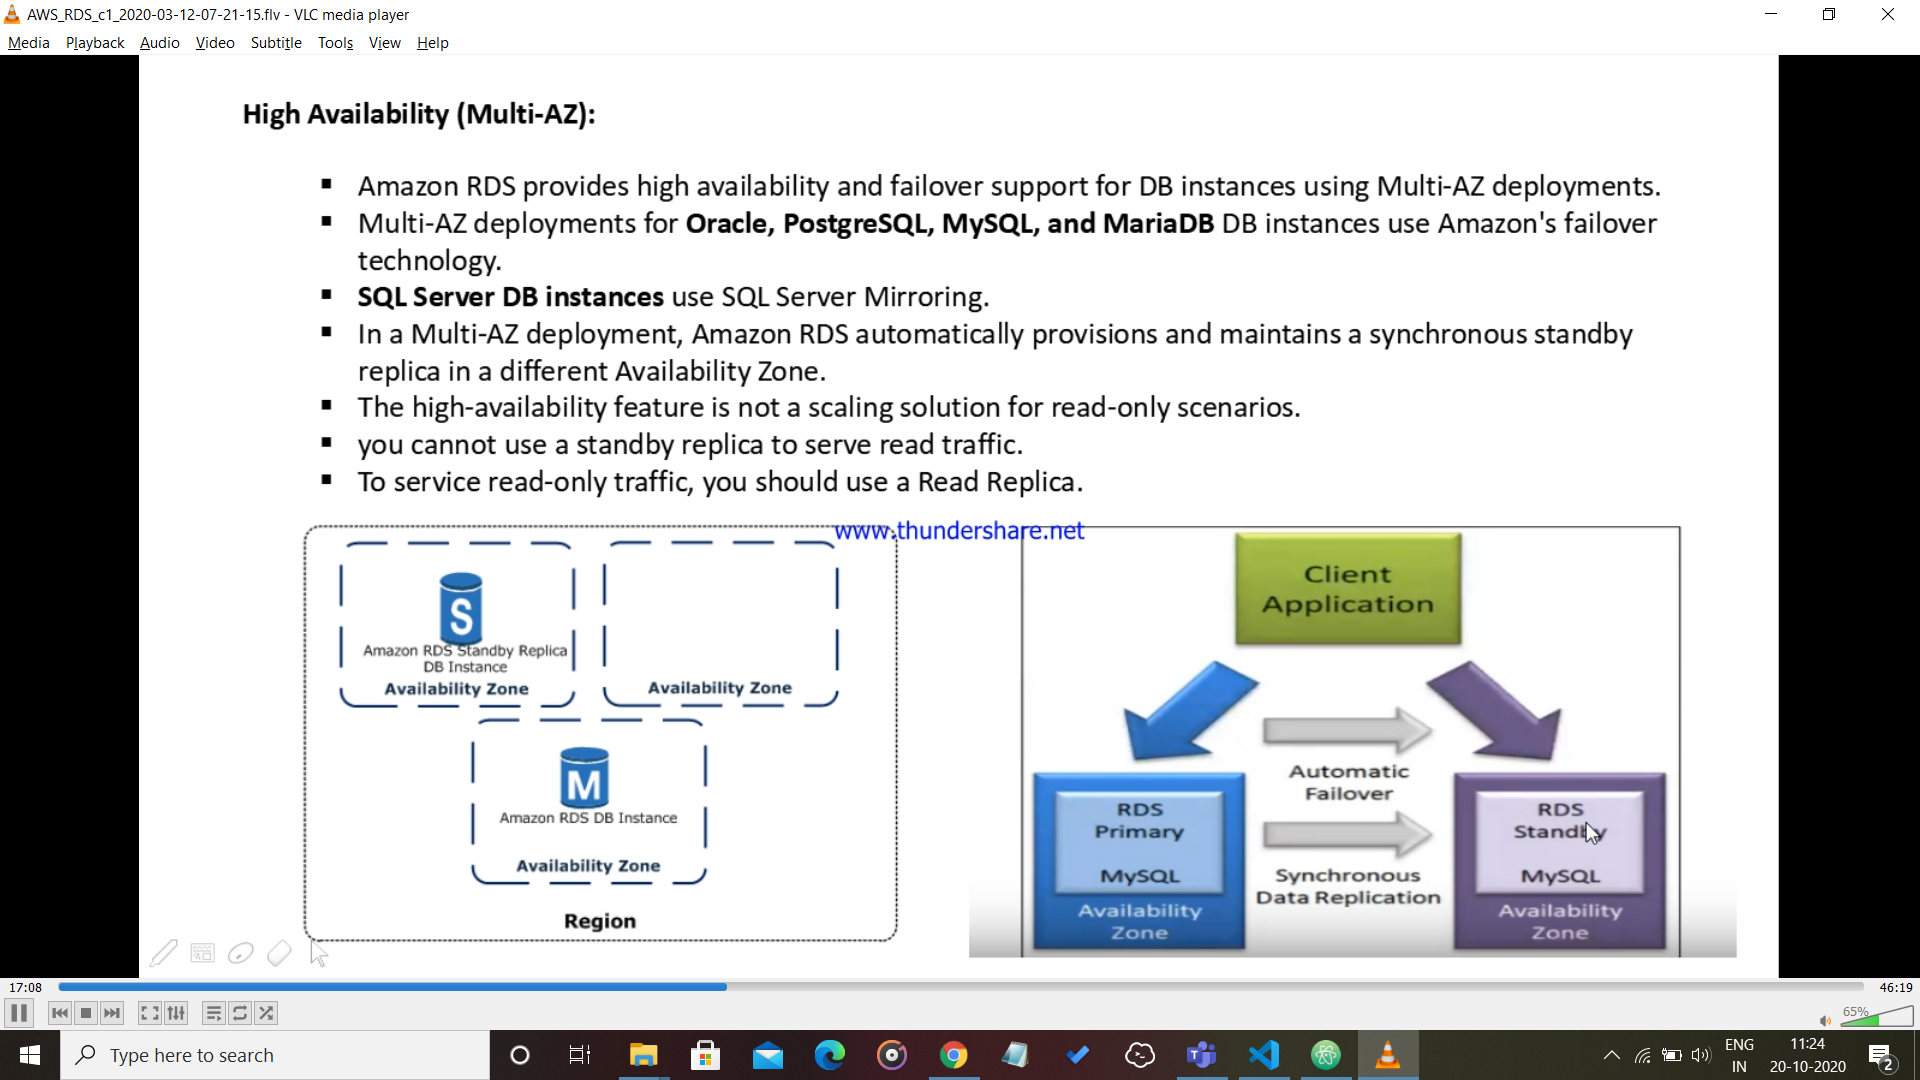 AWS_RDS_c1_2020-03-12-07-21-15.flv - VLC media player
Media Playback Audio Video Subtitle Tools View Help
High Availability (Multi-AZ):
▪ Amazon RDS provides high availability and failover support for DB instances using Multi-AZ deployments.
▪ Multi-AZ deployments for Oracle, PostgreSQL, MySQL, and MariaDB DB instances use Amazon's failover
technology.
▪ SQL Server DB instances use SQL Server Mirroring.
▪ In a Multi-AZ deployment, Amazon RDS automatically provisions and maintains a synchronous standby
replica in a different Availability Zone.
▪ The high-availability feature is not a scaling solution for read-only scenarios.
▪ you cannot use a standby replica to serve read traffic.
▪ To service read-only traffic, you should use a Read Replica.
www.thundershare.net
S
Amazon RDS Standby Replica
DB Instance
Availability Zone
Availability Zone
M
Amazon RDS DB Instance
Availability Zone
Region
Client
Application
Automatic
Failover
Synchronous
Data Replication
RDS
Primary
MySQL
Availability
Zone
RDS
Standby
MySQL
Availability
Zone
17:08
46:19
65%
Type here to search
ENG
IN
11:24
20-10-2020
2